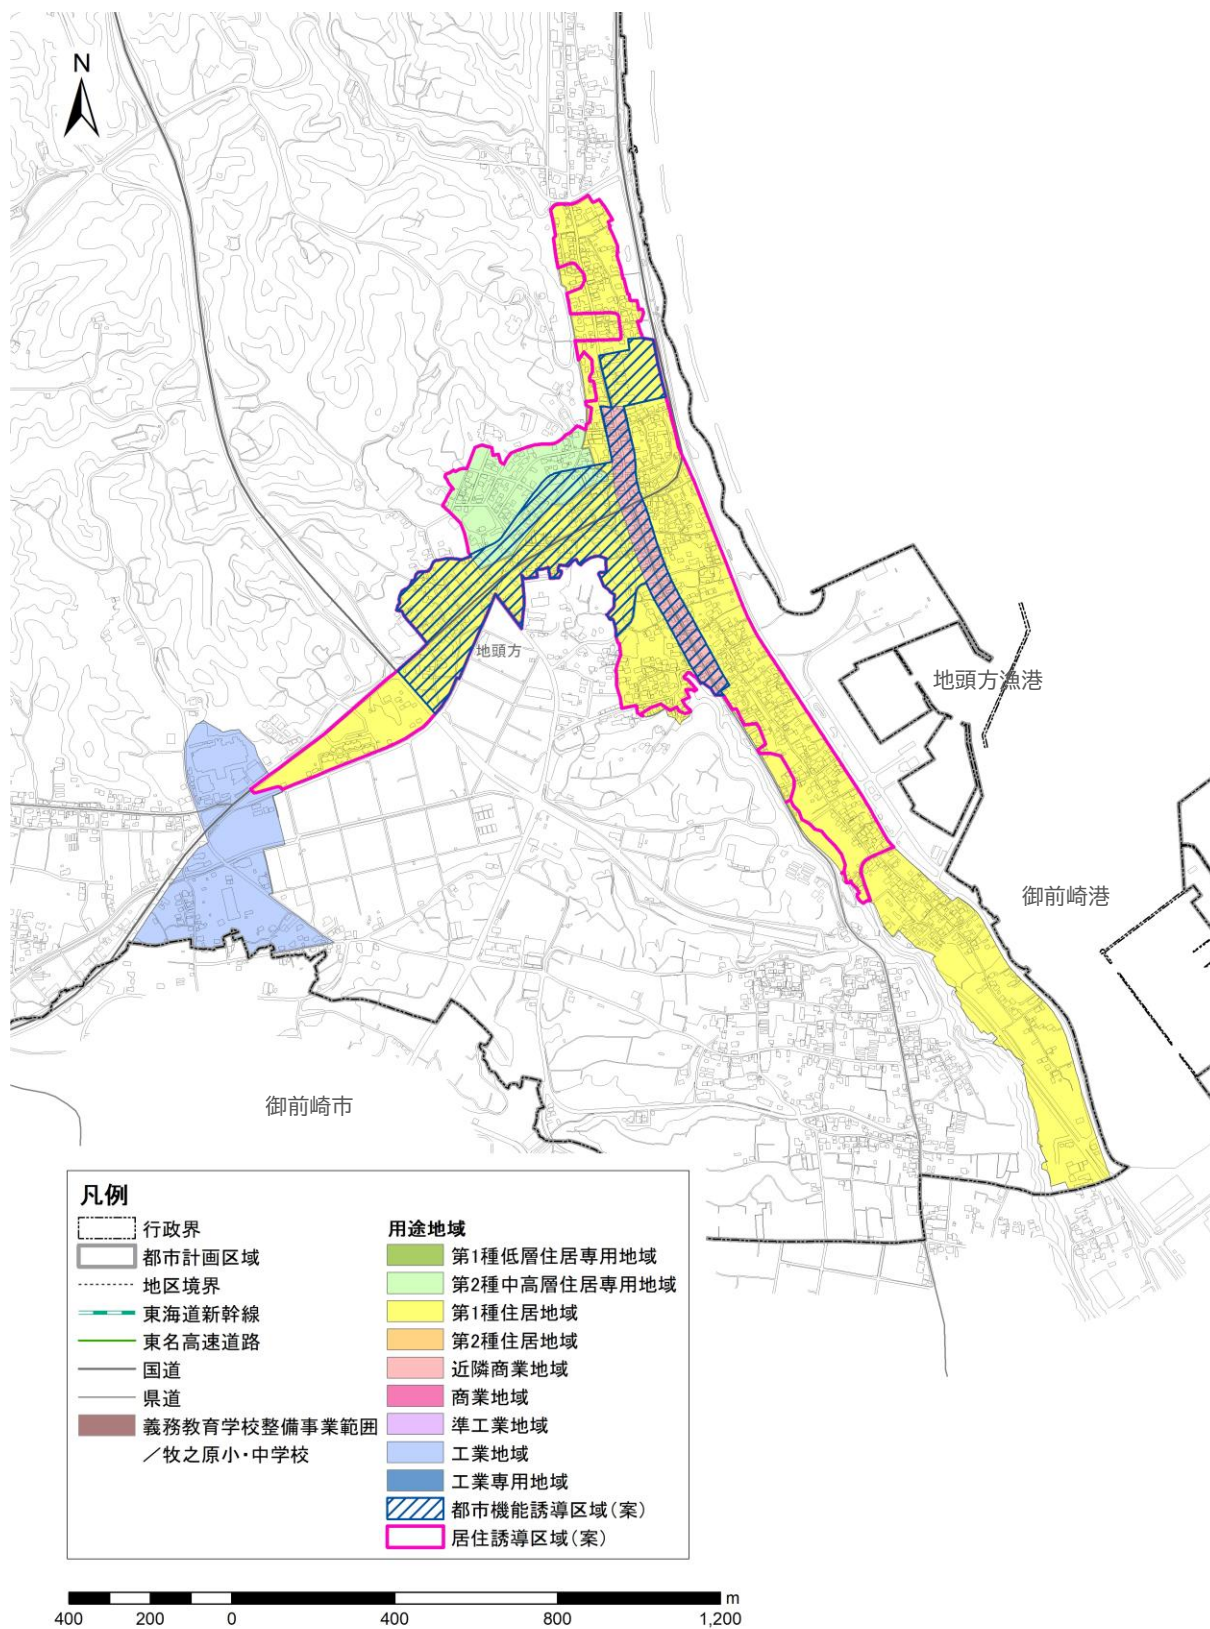 N
地頭方
地頭方漁港
御前崎港
御前崎市
凡例
行政界
都市計画区域
地区境界
東海道新幹線
東名高速道路
国道
県道
義務教育学校整備事業範囲
／牧之原小・中学校
用途地域
第1種低層住居専用地域
第2種中高層住居専用地域
第1種住居地域
第2種住居地域
近隣商業地域
商業地域
準工業地域
工業地域
工業専用地域
都市機能誘導区域（案）
居住誘導区域（案）
400 200 0 400 800 1,200 m